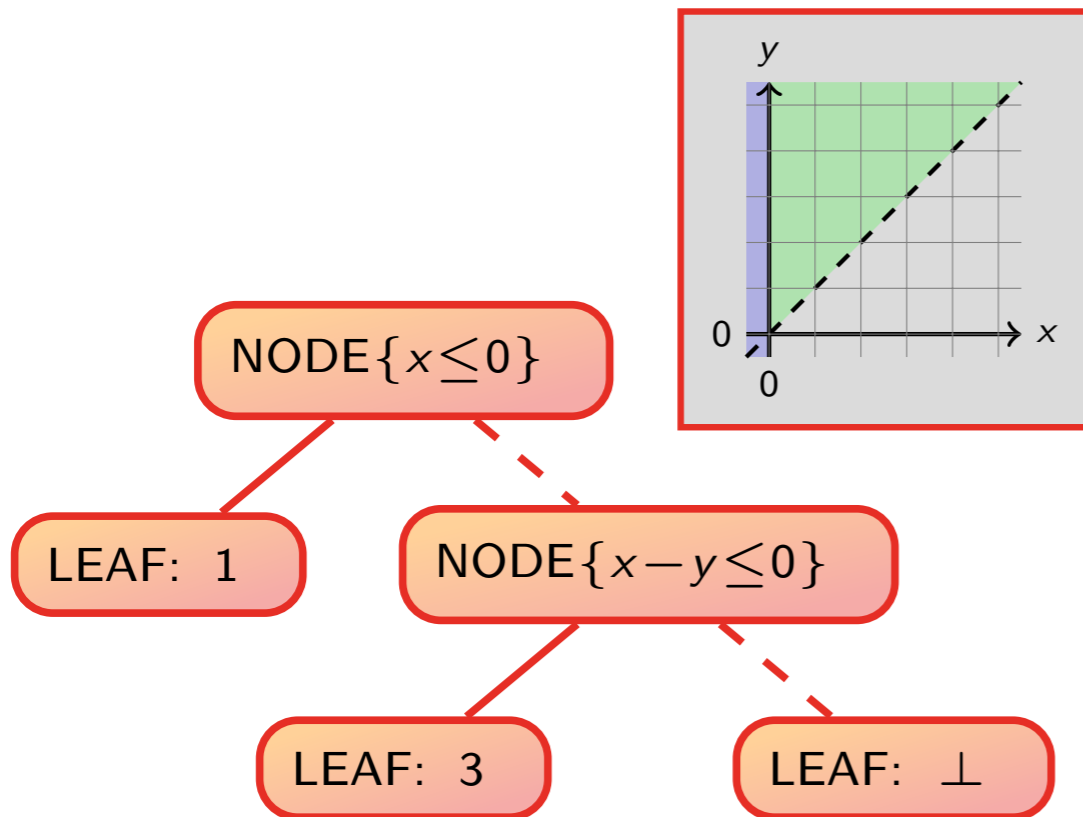 y
0
x
0
NODE{x≤0}
LEAF: 1
NODE{x−y≤0}
LEAF: 3
LEAF: ⊥